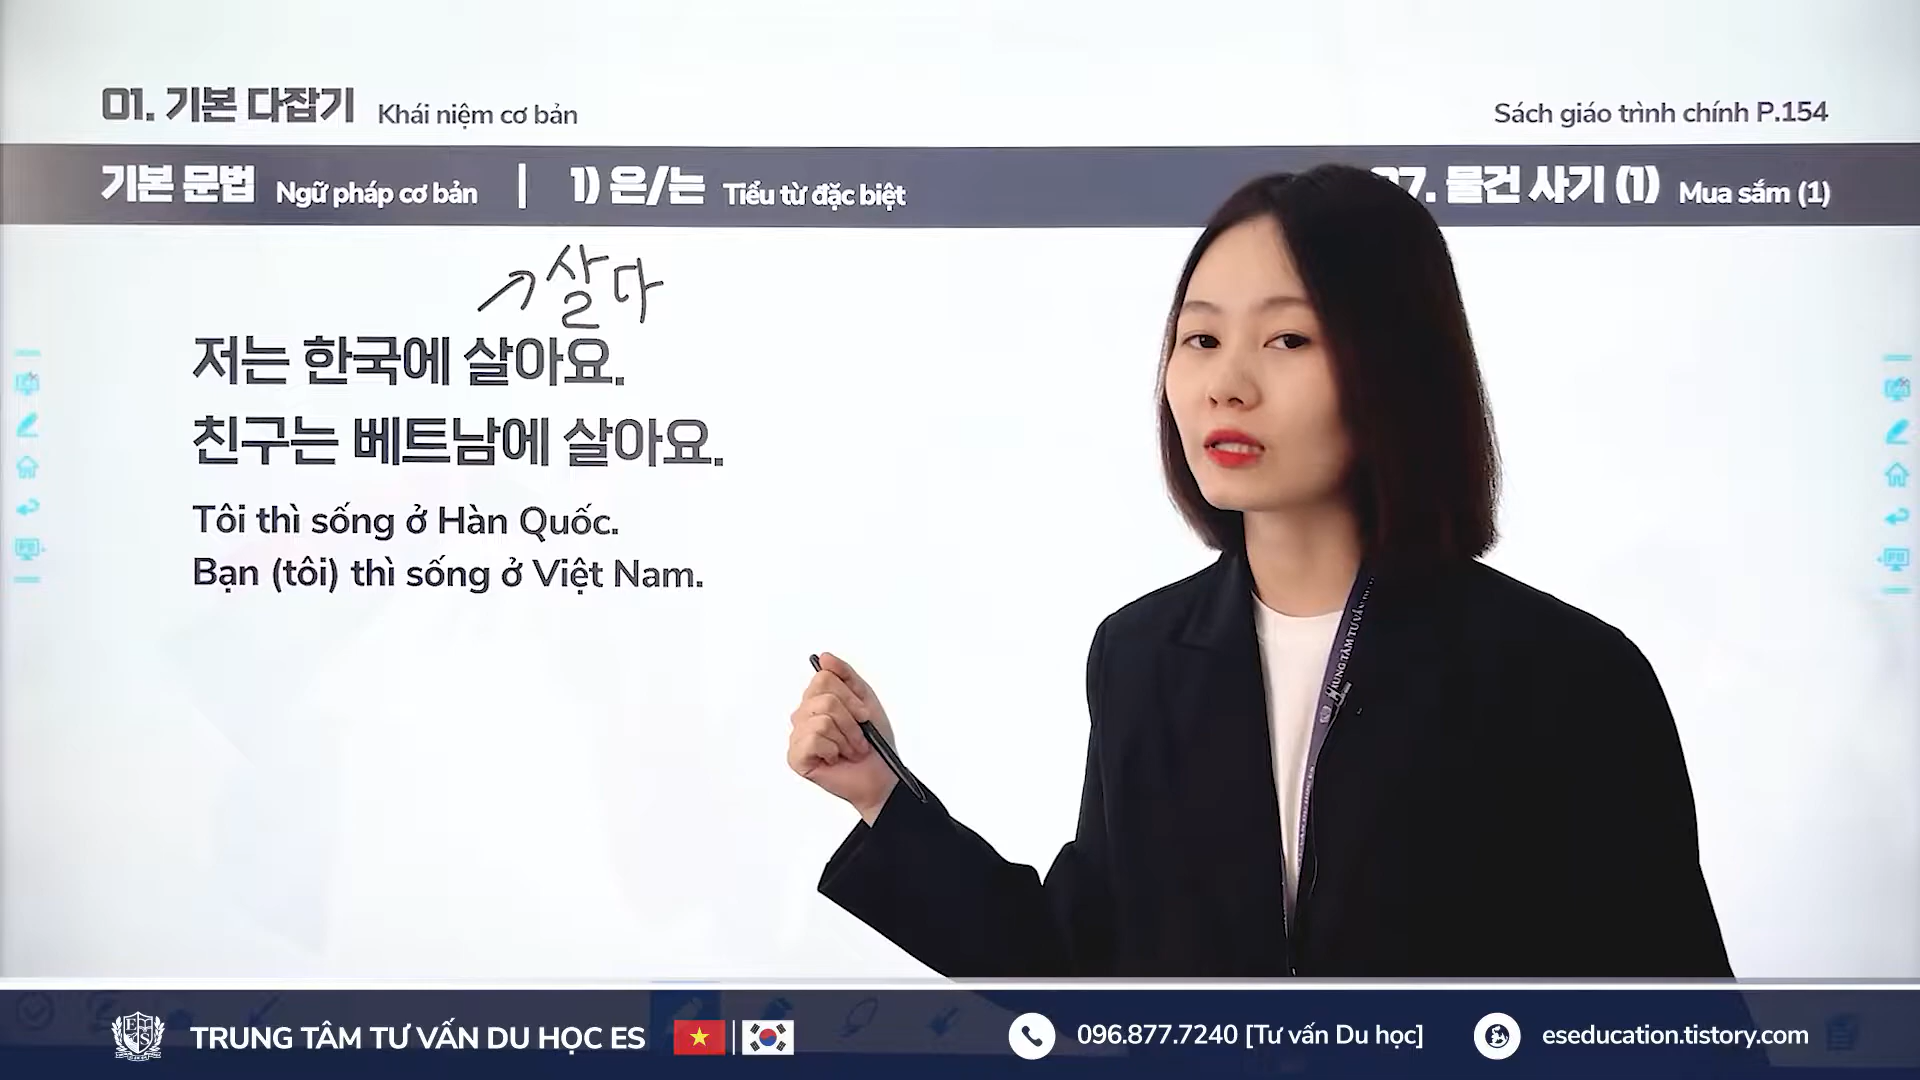 01. 기본 다잡기 Khái niệm cơ bản
Sách giáo trình chính P.154
기본 문법 Ngữ pháp cơ bản | 1) 은/는 Tiểu từ đặc biệt
7. 물건 사기 (1) Mua sắm (1)
↗ 살다
저는 한국에 살아요.
친구는 베트남에 살아요.
Tôi thì sống ở Hàn Quốc.
Bạn (tôi) thì sống ở Việt Nam.
TRUNG TÂM TƯ VẤN DU HỌC ES
096.877.7240 [Tư vấn Du học]
eseducation.tistory.com